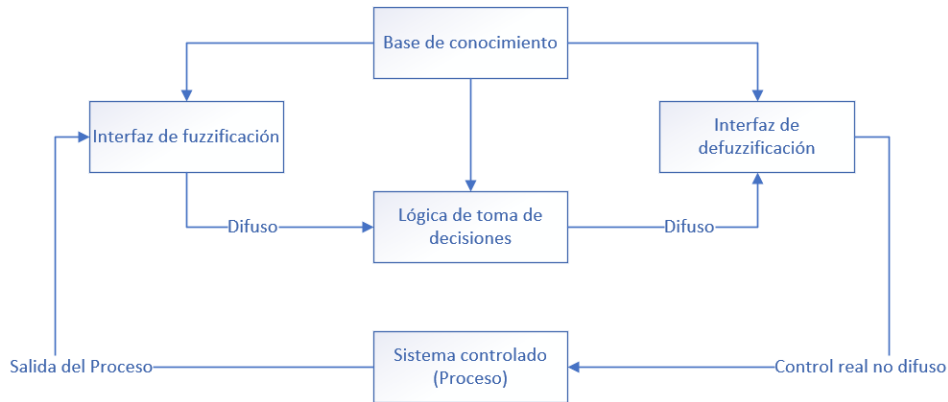 Base de conocimiento
Interfaz de fuzzificación
Interfaz de
defuzzificación
Difuso
Lógica de toma de
decisiones
Difuso
Salida del Proceso
Sistema controlado
(Proceso)
Control real no difuso